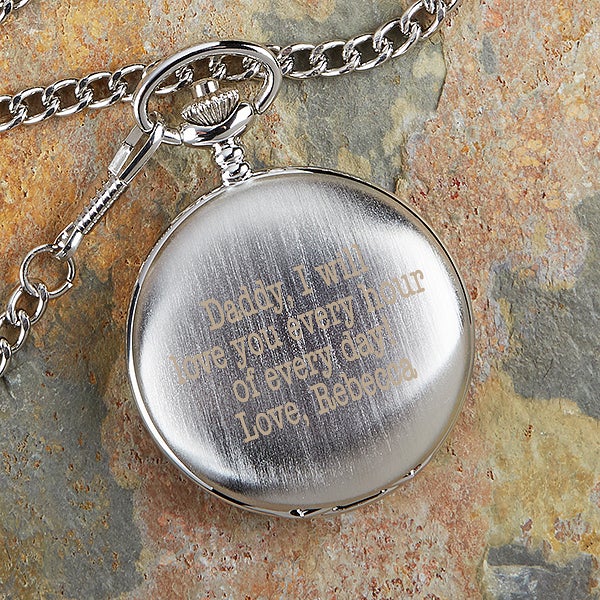 Daddy, I will
love you every hour
of every day!
Love, Rebecca